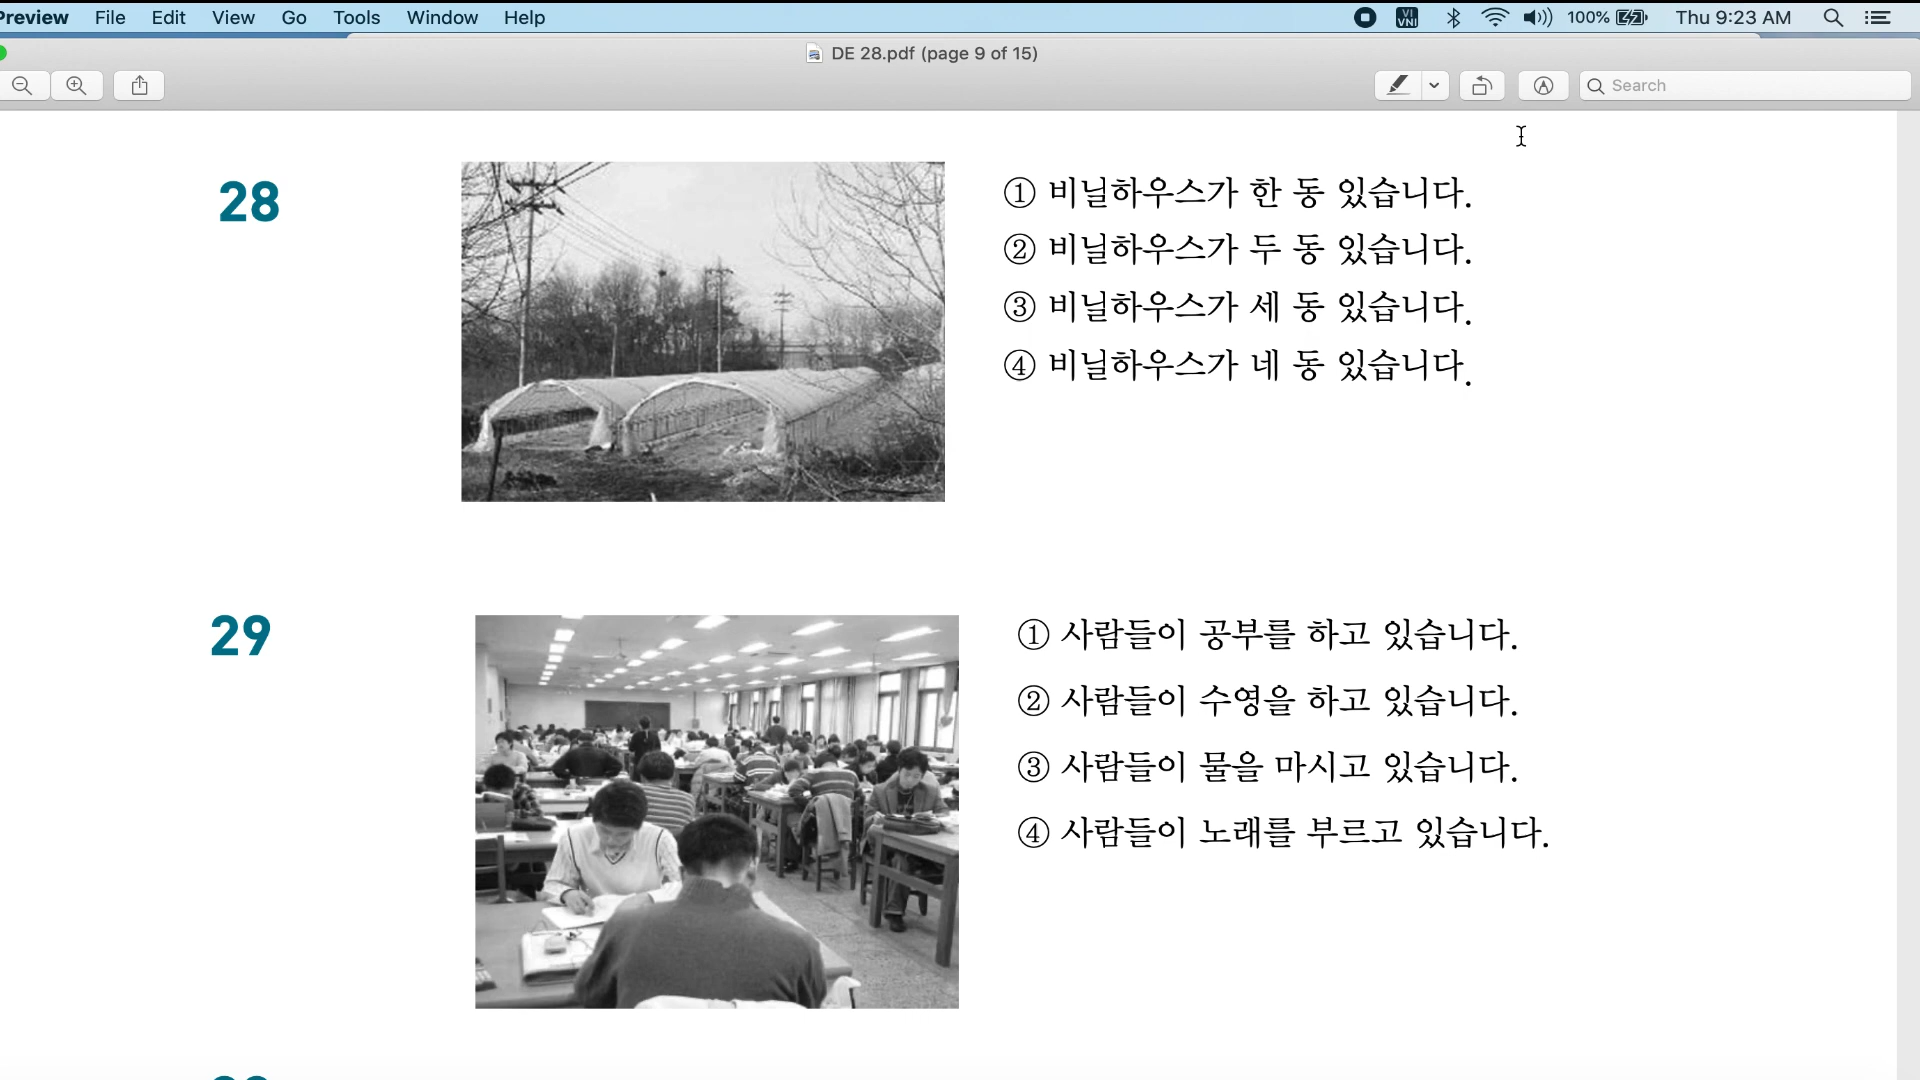 Preview File Edit View Go Tools Window Help
VI
VNI
100%
Thu 9:23 AM
DE 28.pdf (page 9 of 15)
Search
28
① 비닐하우스가 한 동 있습니다.
② 비닐하우스가 두 동 있습니다.
③ 비닐하우스가 세 동 있습니다.
④ 비닐하우스가 네 동 있습니다.
29
① 사람들이 공부를 하고 있습니다.
② 사람들이 수영을 하고 있습니다.
③ 사람들이 물을 마시고 있습니다.
④ 사람들이 노래를 부르고 있습니다.